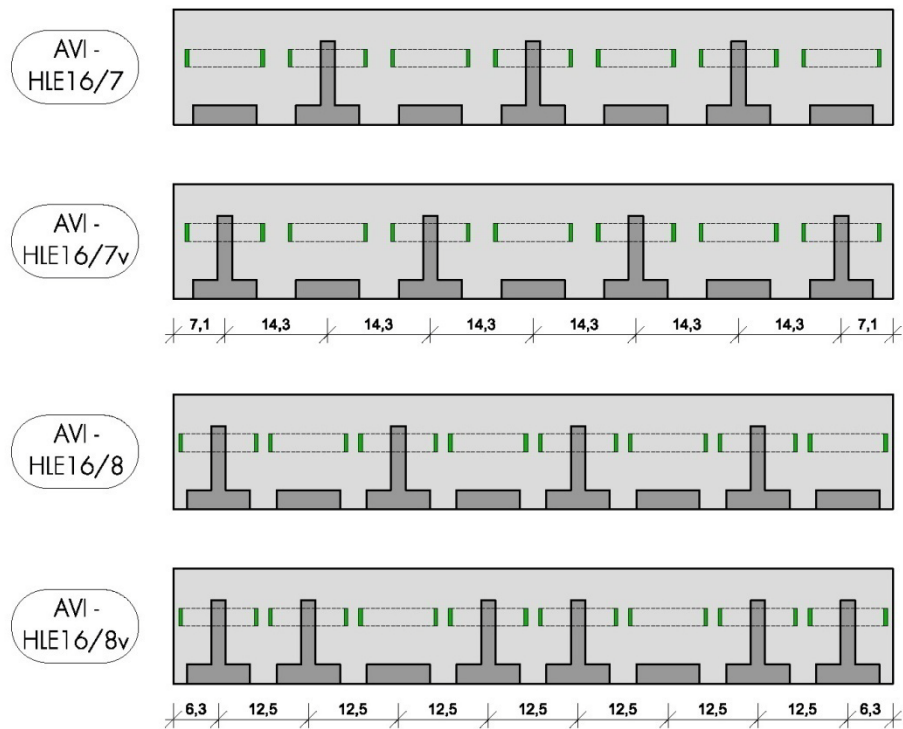 AVI -
HLE16/7
AVI -
HLE16/7v
7,1 14,3 14,3 14,3 14,3 14,3 14,3 7,1
AVI -
HLE16/8
AVI -
HLE16/8v
6,3 12,5 12,5 12,5 12,5 12,5 12,5 12,5 6,3